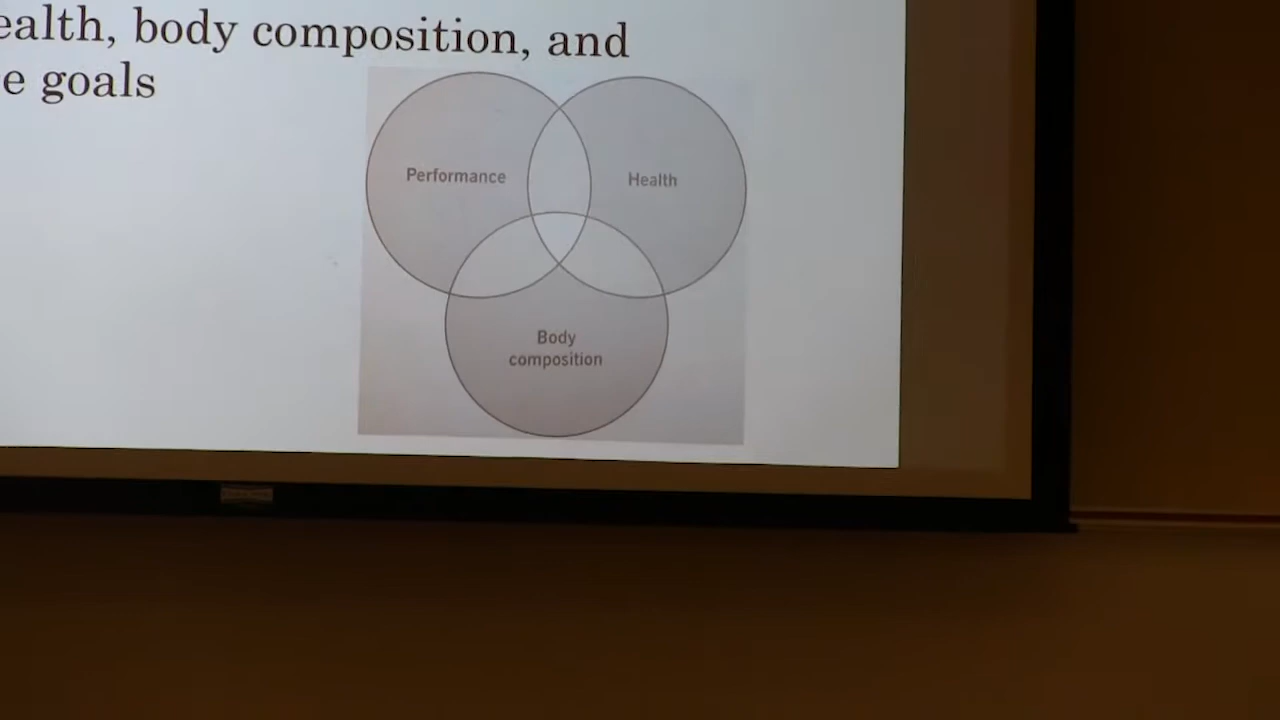 ealth, body composition, and
e goals
Performance
Health
Body
composition